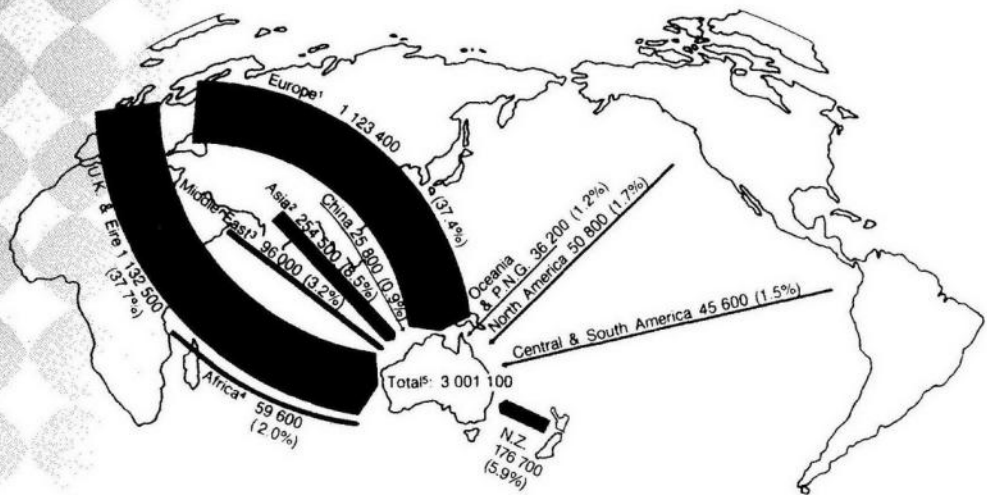 Europe¹ 1 123 400
(37.4%)
U.K. & Eire 1 132 500
(37.7%)
Middle East³ 96 000 (3.2%)
Asia² 254 500 (8.5%)
China 25 800 (0.9%)
Oceania
& P.N.G. 36 200 (1.2%)
North America 50 800 (1.7%)
Central & South America 45 600 (1.5%)
Africa⁴ 59 600
(2.0%)
Total⁵: 3 001 100
N.Z.
176 700
(5.9%)